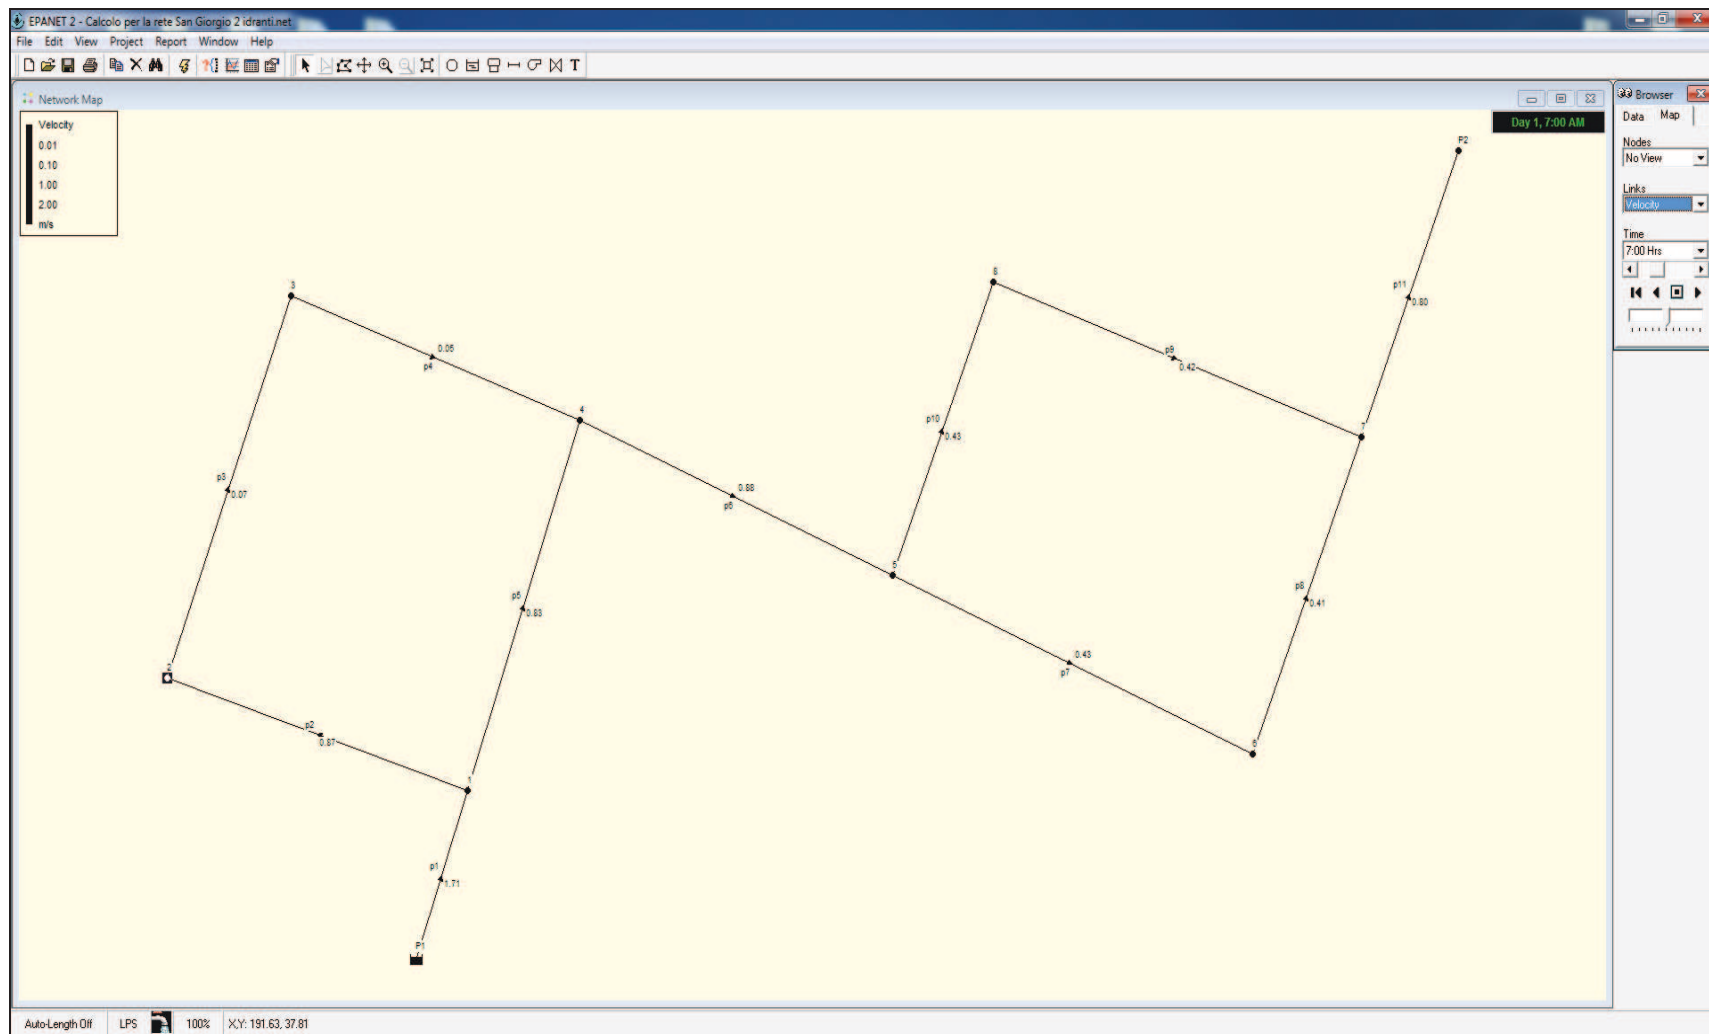 EPANET 2 - Calcolo per la rete San Giorgio 2 idranti.net
File Edit View Project Report Window Help
Network Map
Velocity
0.01
0.10
1.00
2.00
m/s
Day 1, 7:00 AM
Browser
Data Map
Nodes
No View
Links
Velocity
Time
7:00 Hrs
P2
p11
0.80
3
0.05
p4
4
p9
0.42
7
p10
0.43
p3
0.07
0.88
5
p5
0.83
0.41
2
0.43
p7
p2
0.87
1
p1
1.71
P1
Auto-Length Off LPS 100% X,Y: 191.63, 37.81